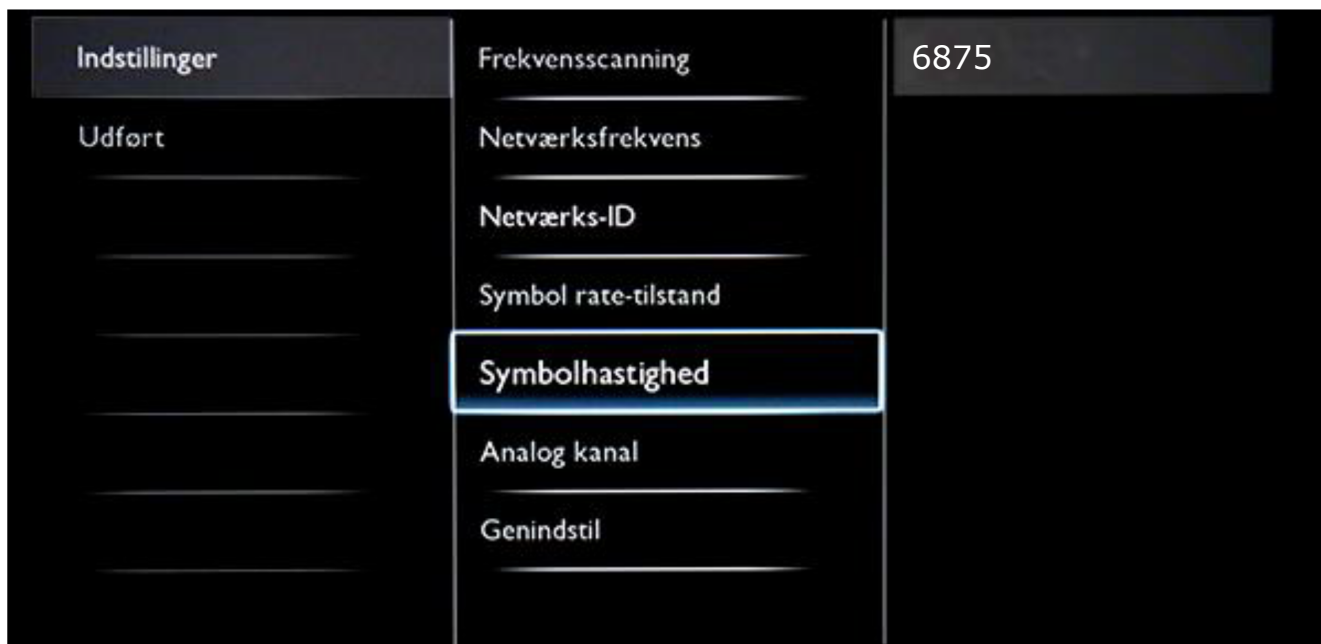 Indstillinger
Udført
Frekvensscanning
Netværksfrekvens
Netværks-ID
Symbol rate-tilstand
Symbolhastighed
Analog kanal
Genindstil
6875